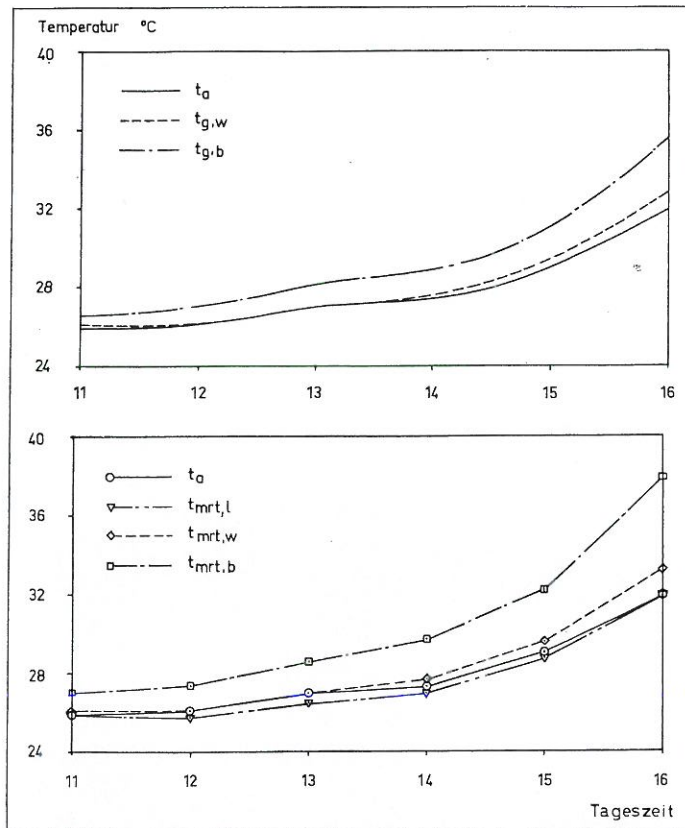 Temperatur °C
40
36
32
28
24
t_a
t_g,w
t_g,b
11 12 13 14 15 16
40
36
32
28
24
t_a
t_mrt,l
t_mrt,w
t_mrt,b
11 12 13 14 15 16
Tageszeit